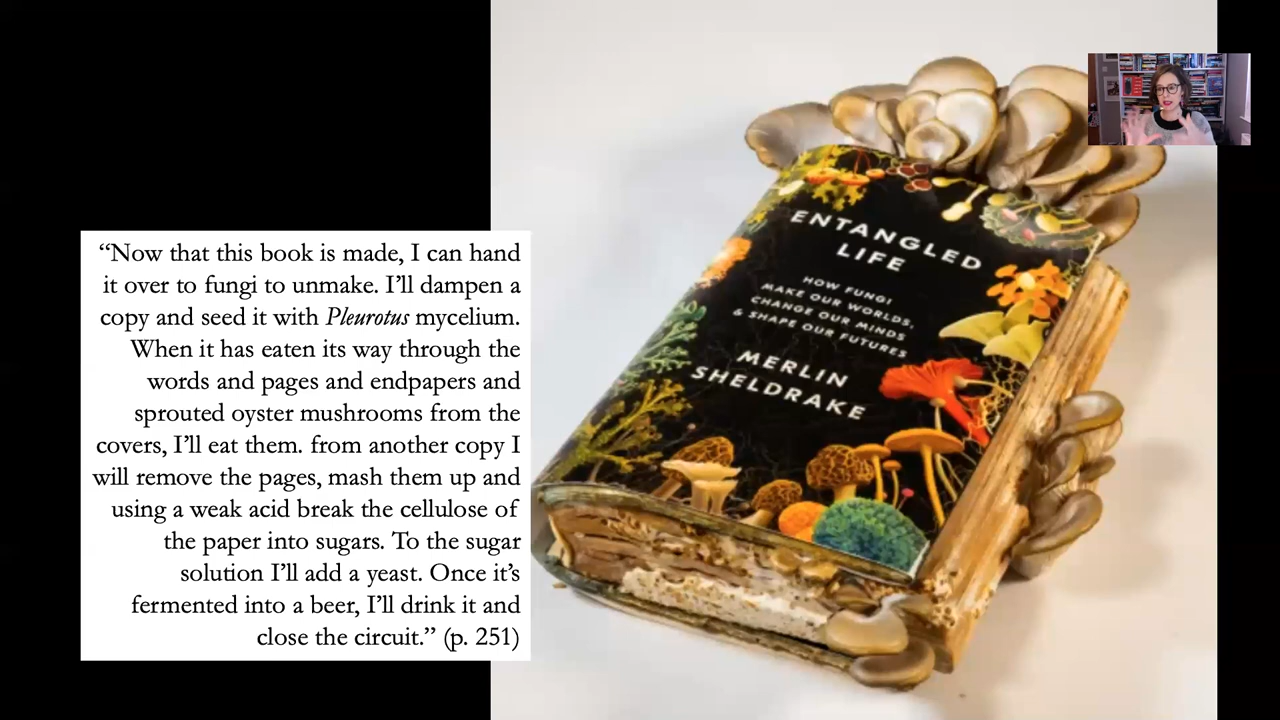 “Now that this book is made, I can hand
it over to fungi to unmake. I’ll dampen a
copy and seed it with Pleurotus mycelium.
When it has eaten its way through the
words and pages and endpapers and
sprouted oyster mushrooms from the
covers, I’ll eat them. from another copy I
will remove the pages, mash them up and
using a weak acid break the cellulose of
the paper into sugars. To the sugar
solution I’ll add a yeast. Once it’s
fermented into a beer, I’ll drink it and
close the circuit.” (p. 251)
ENTANGLED
LIFE
HOW FUNGI
MAKE OUR WORLDS,
CHANGE OUR MINDS
& SHAPE OUR FUTURES
MERLIN
SHELDRAKE